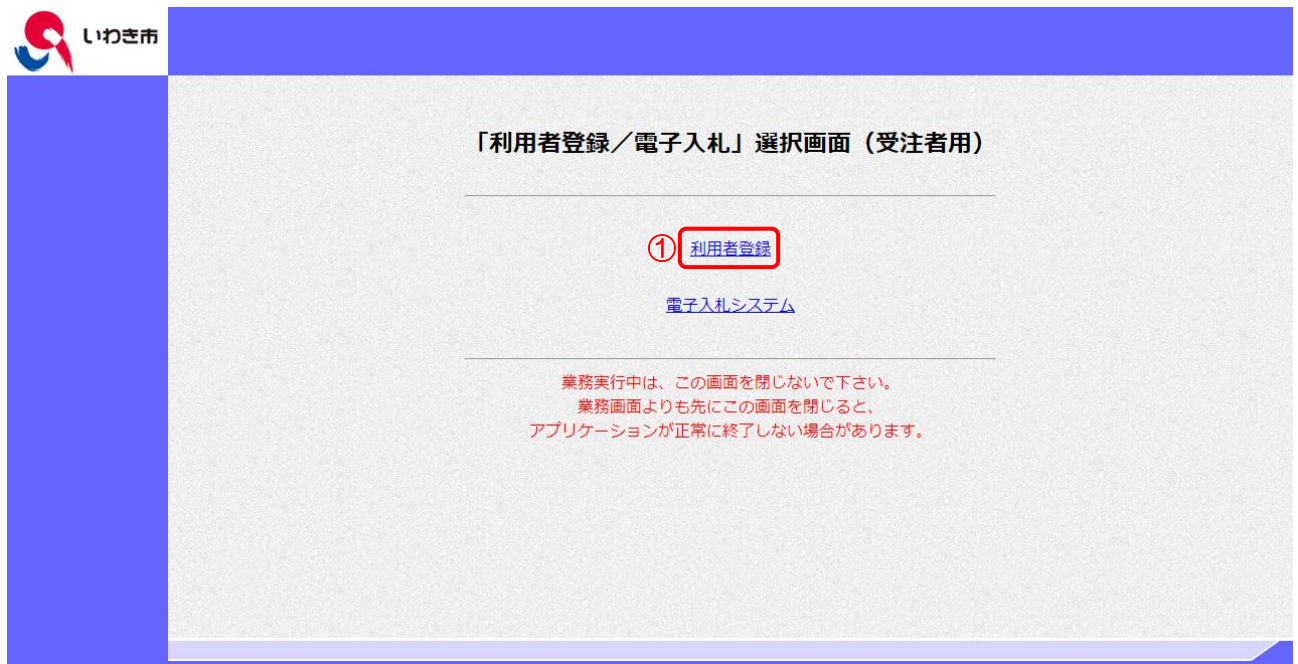 いわき市
「利用者登録／電子入札」選択画面（受注者用）
① 利用者登録
電子入札システム
業務実行中は、この画面を閉じないで下さい。
業務画面よりも先にこの画面を閉じると、
アプリケーションが正常に終了しない場合があります。